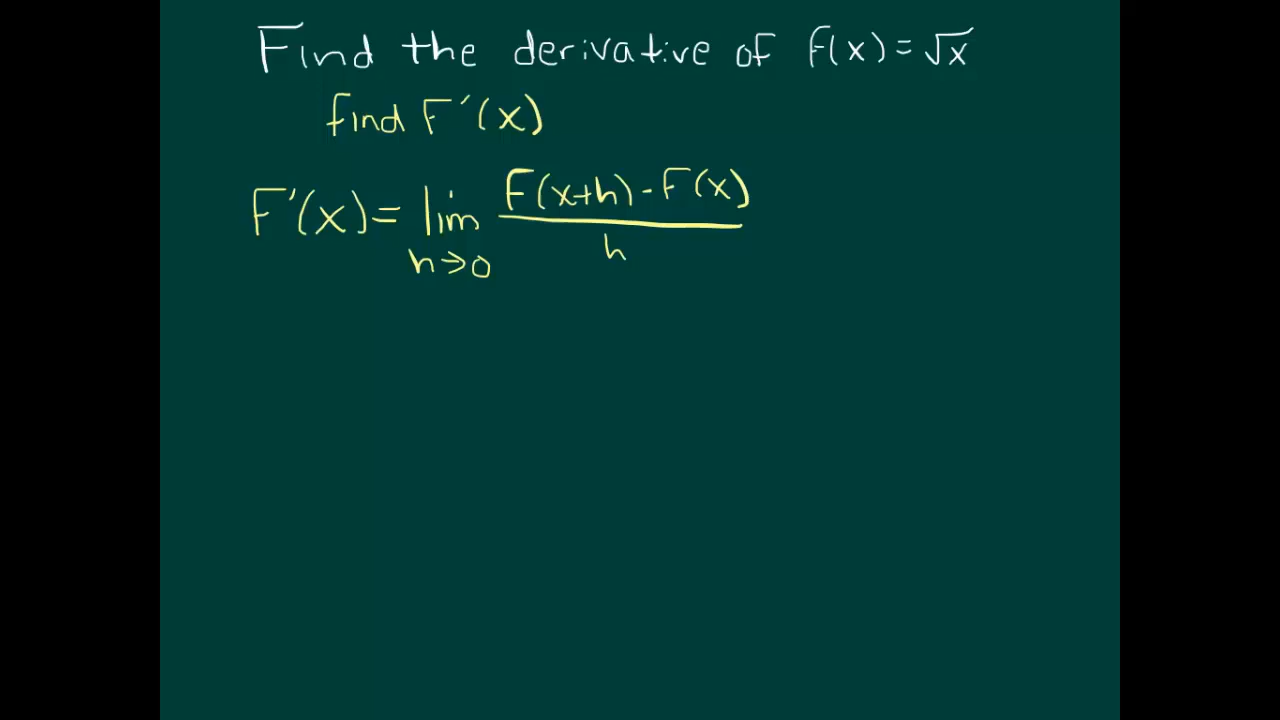 Find the derivative of f(x) = √x
find F'(x)
F'(x) = lim h→0 F(x+h) - F(x) / h